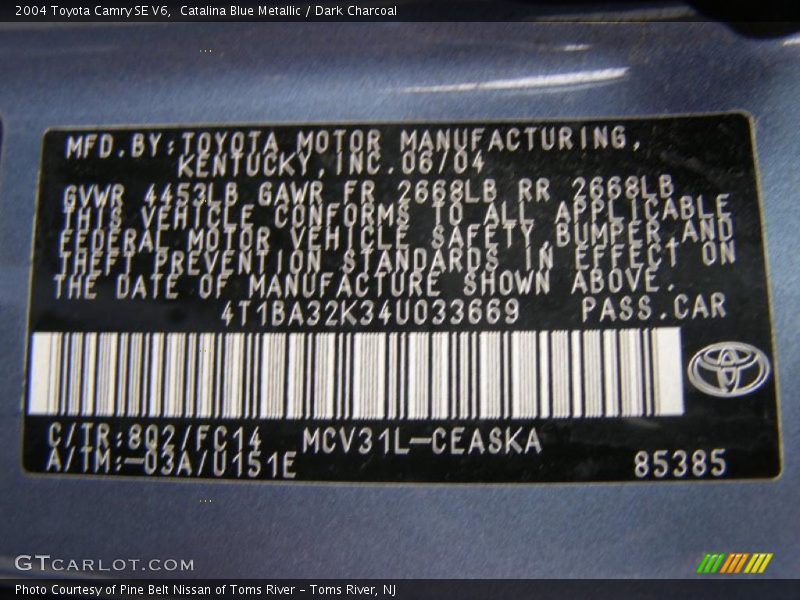 2004 Toyota Camry SE V6,  Catalina Blue Metallic / Dark Charcoal
MFD.BY:TOYOTA MOTOR MANUFACTURING,
KENTUCKY,INC.06/04
GVWR 4453LB GAWR FR 2668LB RR 2668LB
THIS VEHICLE CONFORMS TO ALL APPLICABLE
FEDERAL MOTOR VEHICLE SAFETY,BUMPER,AND
THEFT PREVENTION STANDARDS IN EFFECT ON
THE DATE OF MANUFACTURE SHOWN ABOVE.
4T1BA32K34U033669 PASS.CAR
C/TR:8Q2/FC14 MCV31L-CEASKA
A/TM:-03A/U151E 85385
GTCARLOT.COM
Photo Courtesy of Pine Belt Nissan of Toms River – Toms River, NJ